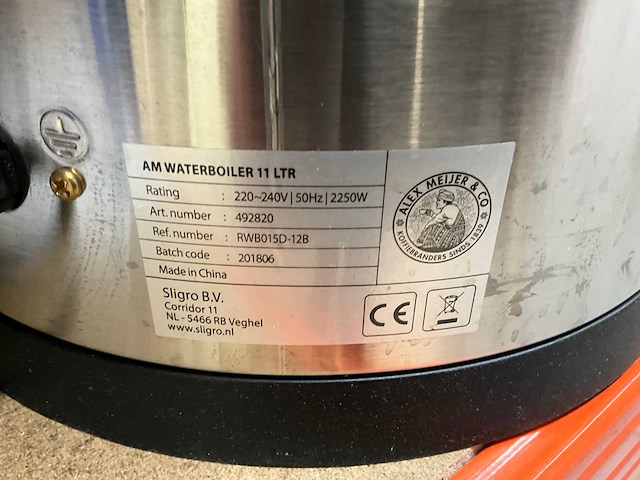 AM WATERBOILER 11 LTR
Rating : 220~240V | 50Hz | 2250W
Art. number : 492820
Ref. number : RWB015D-12B
Batch code : 201806
Made in China
Sligro B.V.
Corridor 11
NL - 5466 RB Veghel
www.sligro.nl
ALEX MEIJER & CO
KOFFIEBRANDERS SINDS 1839
CE